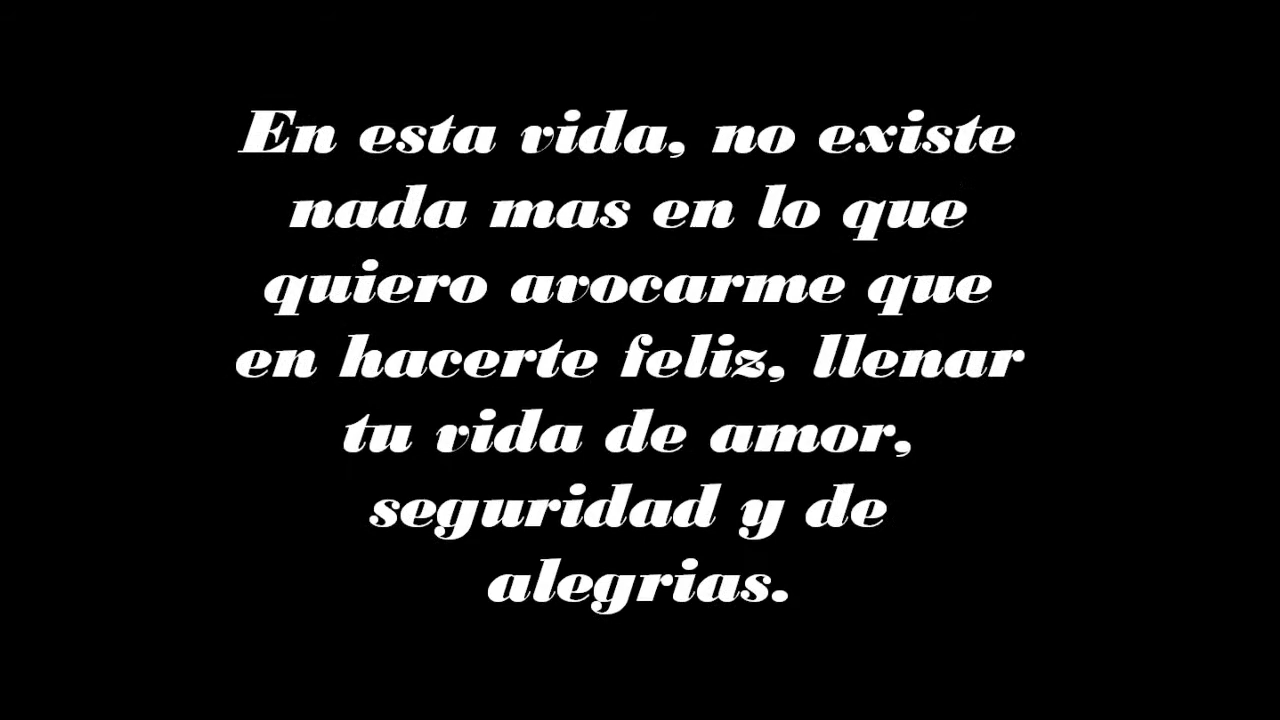 En esta vida, no existe
nada mas en lo que
quiero avocarme que
en hacerte feliz, llenar
tu vida de amor,
seguridad y de
alegrias.